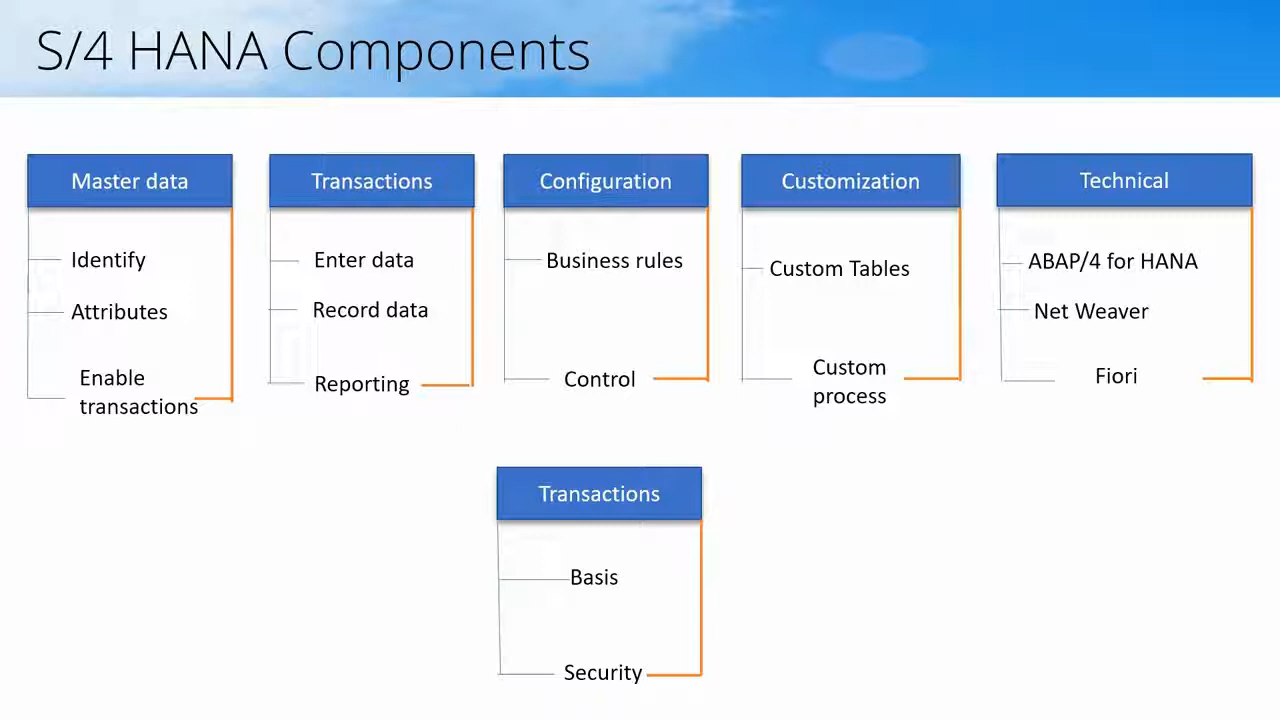 S/4 HANA Components
Master data
Identify
Attributes
Enable
transactions
Transactions
Enter data
Record data
Reporting
Configuration
Business rules
Control
Customization
Custom Tables
Custom
process
Technical
ABAP/4 for HANA
Net Weaver
Fiori
Transactions
Basis
Security